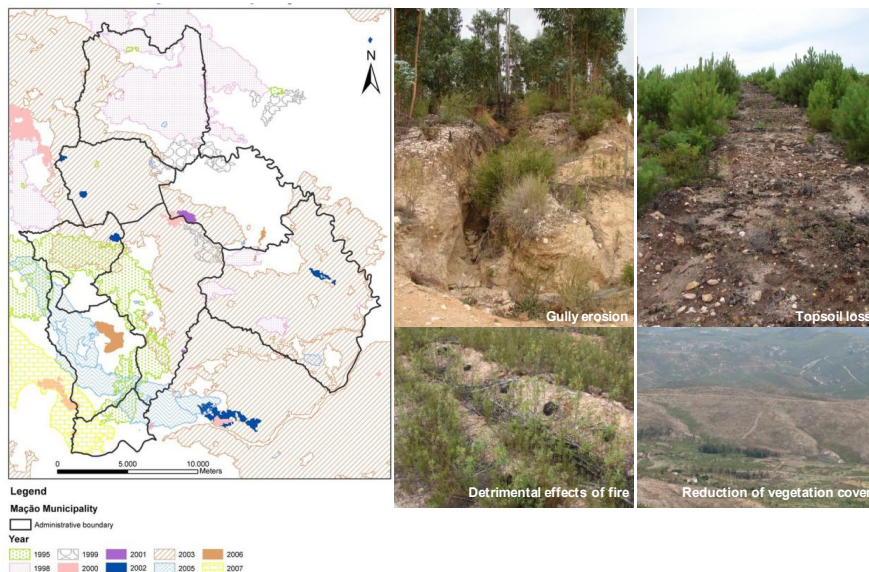 N
0
5.000
10.000
Meters
Legend
Mação Municipality
Administrative boundary
Year
1995 1999 2001 2003 2006
1998 2000 2002 2005 2007
Gully erosion
Topsoil loss
Detrimental effects of fire
Reduction of vegetation cover